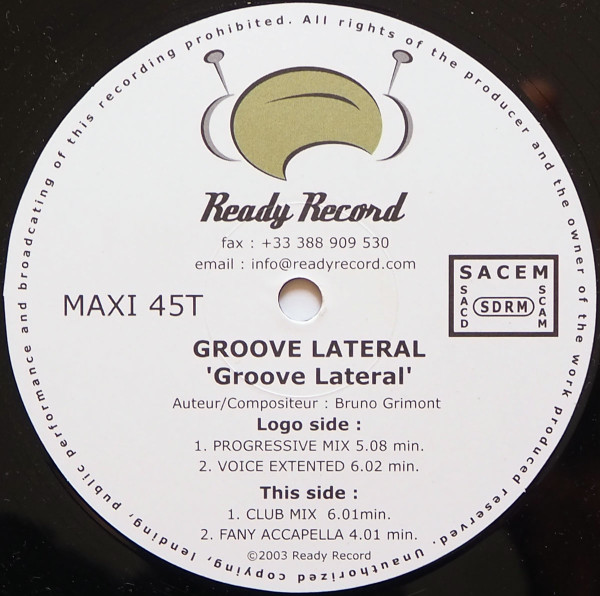 All rights of the producer and the owner of the work produced reserved. Unauthorized copying, lending, public performance and broadcating of this recording prohibited.
Ready Record
fax : +33 388 909 530
email : info@readyrecord.com
MAXI 45T
SACEM
SACD
SDRM
SCAM
GROOVE LATERAL
'Groove Lateral'
Auteur/Compositeur : Bruno Grimont
Logo side :
1. PROGRESSIVE MIX 5.08 min.
2. VOICE EXTENTED 6.02 min.
This side :
1. CLUB MIX 6.01min.
2. FANY ACCAPELLA 4.01 min.
©2003 Ready Record